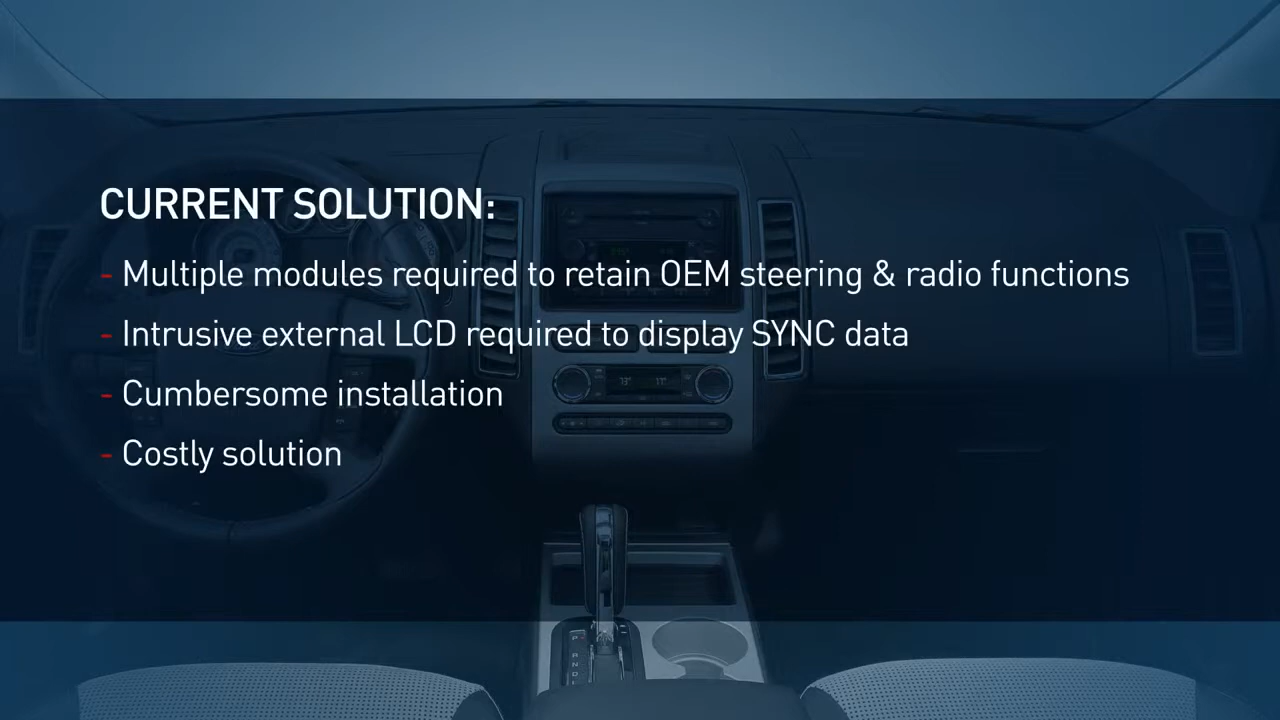 CURRENT SOLUTION:
- Multiple modules required to retain OEM steering & radio functions
- Intrusive external LCD required to display SYNC data
- Cumbersome installation
- Costly solution
P
R
N
D